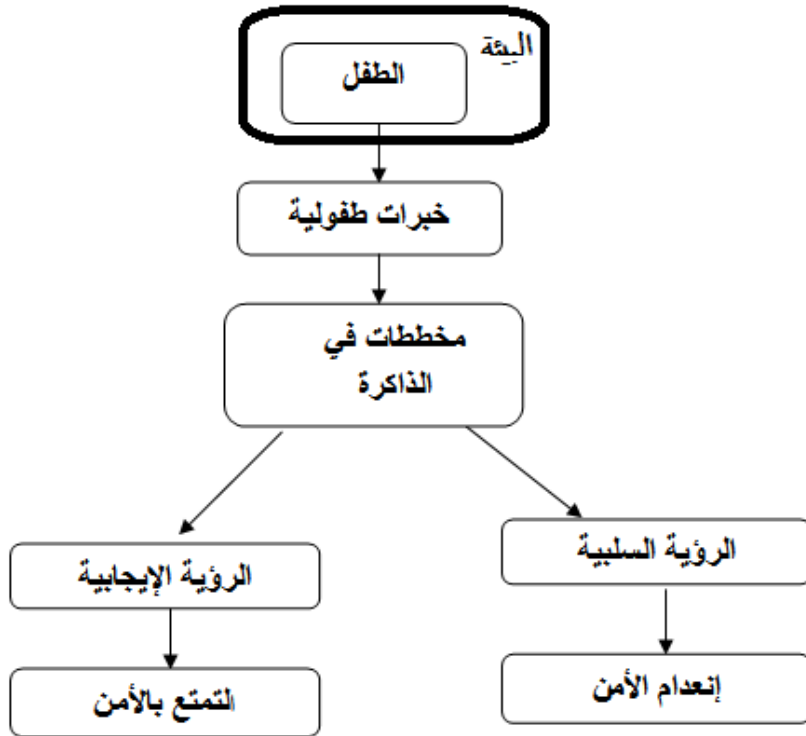 البيئة
الطفل
خبرات طفولية
مخططات في
الذاكرة
الرؤية السلبية
الرؤية الإيجابية
إنعدام الأمن
التمتع بالأمن